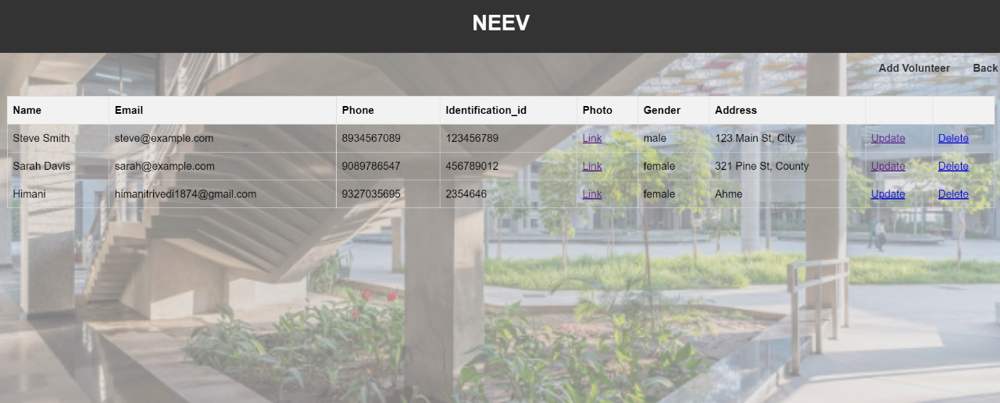 NEEV
Add Volunteer Back
Name Email Phone Identification_id Photo Gender Address
Steve Smith steve@example.com 8934567089 123456789 Link male 123 Main St, City Update Delete
Sarah Davis sarah@example.com 9089786547 456789012 Link female 321 Pine St, County Update Delete
Himani himanitrivedi1874@gmail.com 9327035695 2354646 Link female Ahme Update Delete